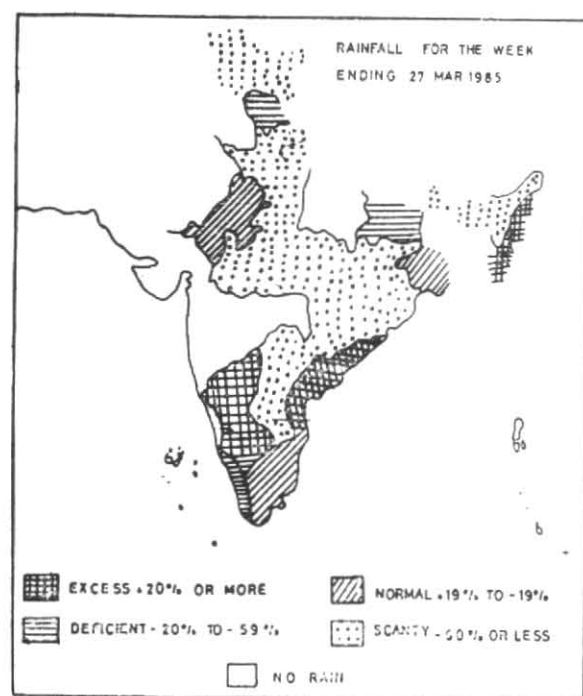 RAINFALL FOR THE WEEK
ENDING 27 MAR 1985
EXCESS +20% OR MORE
NORMAL +19% TO -19%
DEFICIENT - 20% TO - 59%
SCANTY -60% OR LESS
NO RAIN